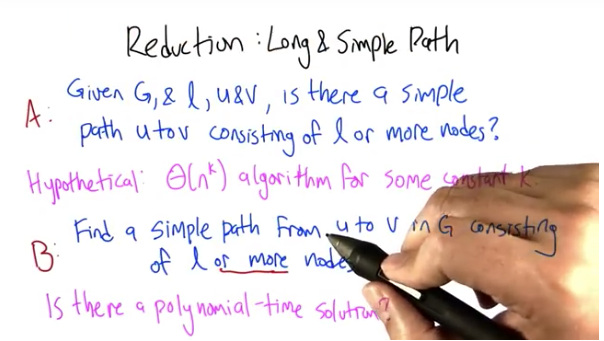 Reduction: Long & Simple Path
A: Given G, & l, u & v, is there a simple
path u to v consisting of l or more nodes?
Hypothetical: Θ(n^k) algorithm for some constant k
B: Find a simple path from u to v in G consisting
of l or more nodes
Is there a polynomial-time solution?